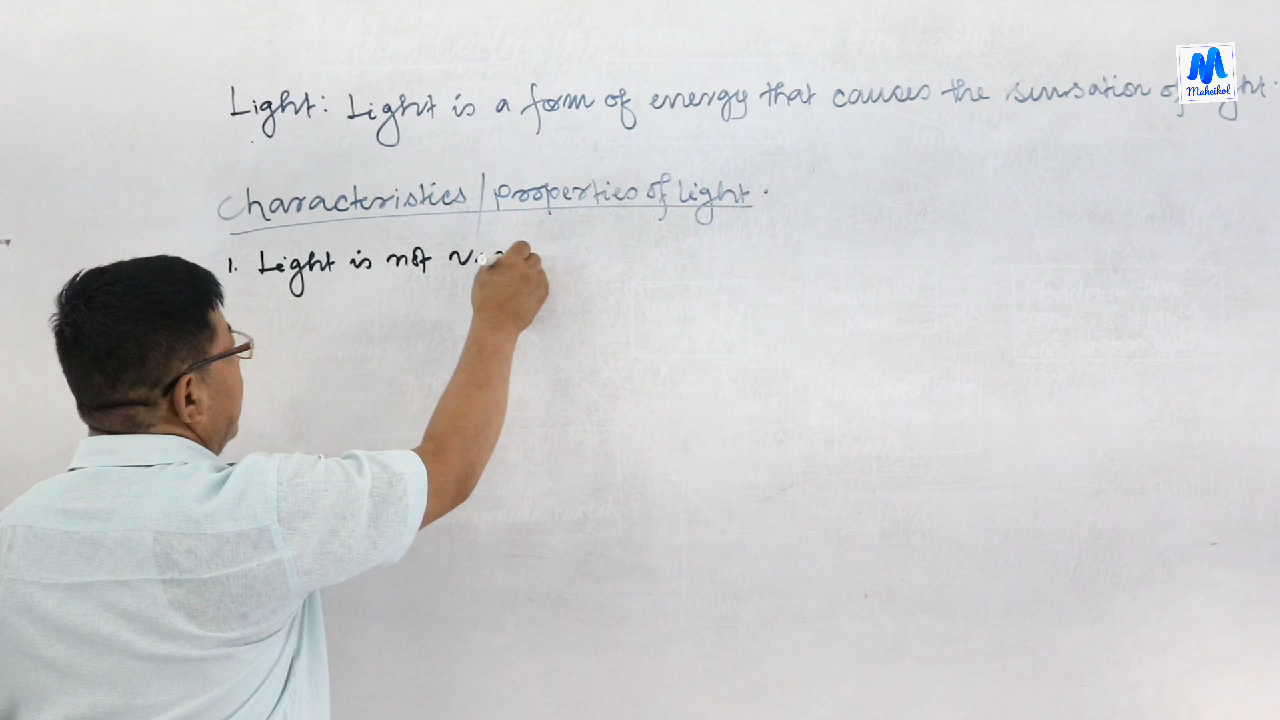 Light: Light is a form of energy that causes the sensation of
Characteristics/properties of light.
1. Light is not
M
Maheikol